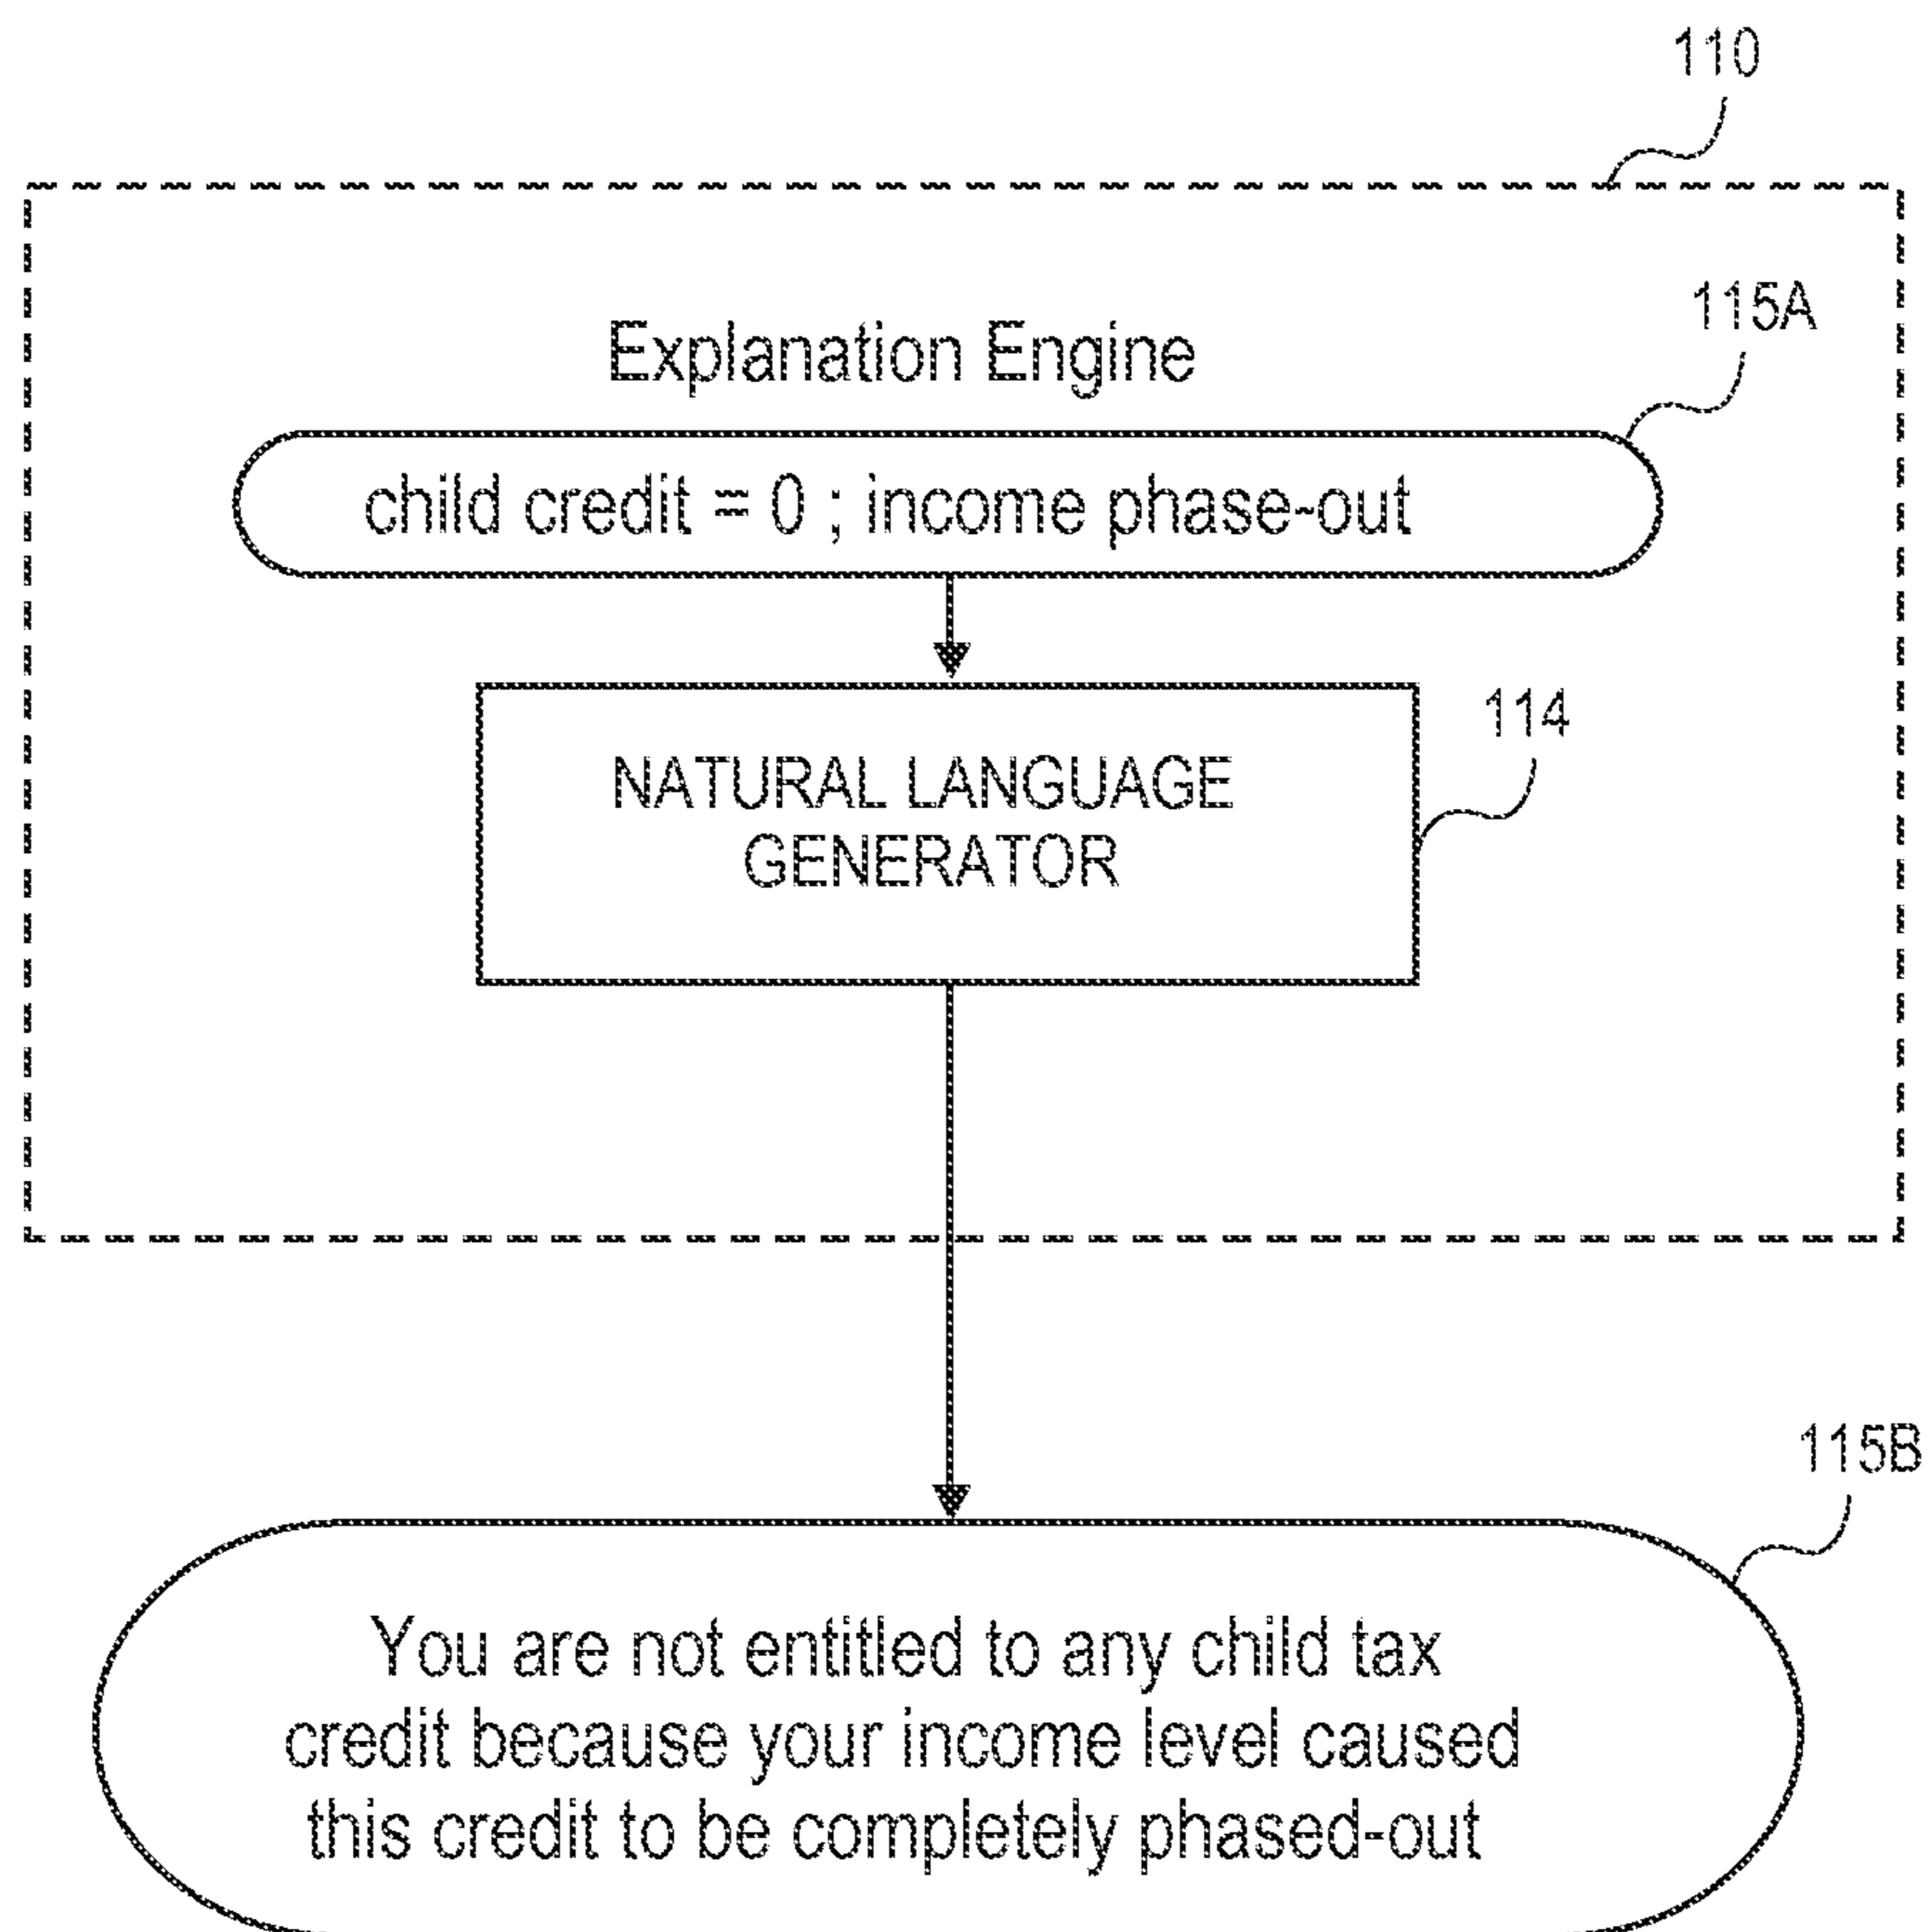 110
115A
Explanation Engine
child credit = 0 ; income phase-out
114
NATURAL LANGUAGE
GENERATOR
115B
You are not entitled to any child tax
credit because your income level caused
this credit to be completely phased-out